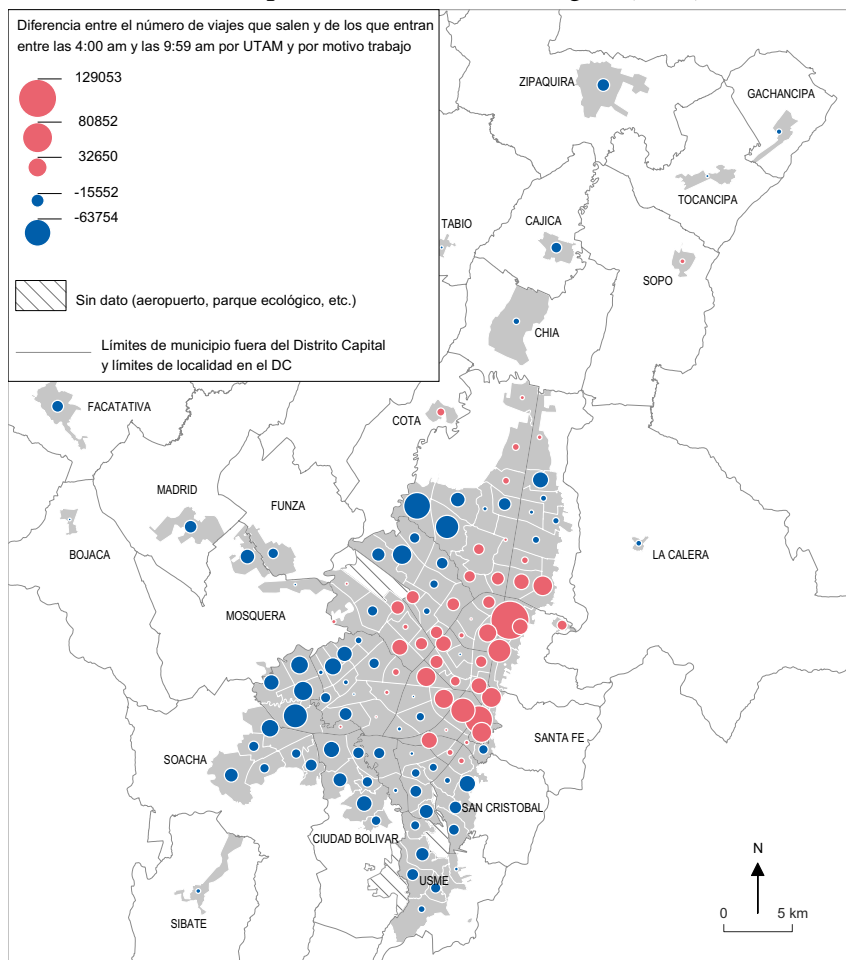 Diferencia entre el número de viajes que salen y de los que entran
entre las 4:00 am y las 9:59 am por UTAM y por motivo trabajo
129053
80852
32650
-15552
-63754
Sin dato (aeropuerto, parque ecológico, etc.)
Límites de municipio fuera del Distrito Capital
y límites de localidad en el DC
ZIPAQUIRA
GACHANCIPA
TOCANCIPA
TABIO
CAJICA
SOPO
CHIA
FACATATIVA
COTA
MADRID
FUNZA
BOJACA
LA CALERA
MOSQUERA
SANTA FE
SOACHA
SAN CRISTOBAL
CIUDAD BOLIVAR
USME
SIBATE
N
0 5 km